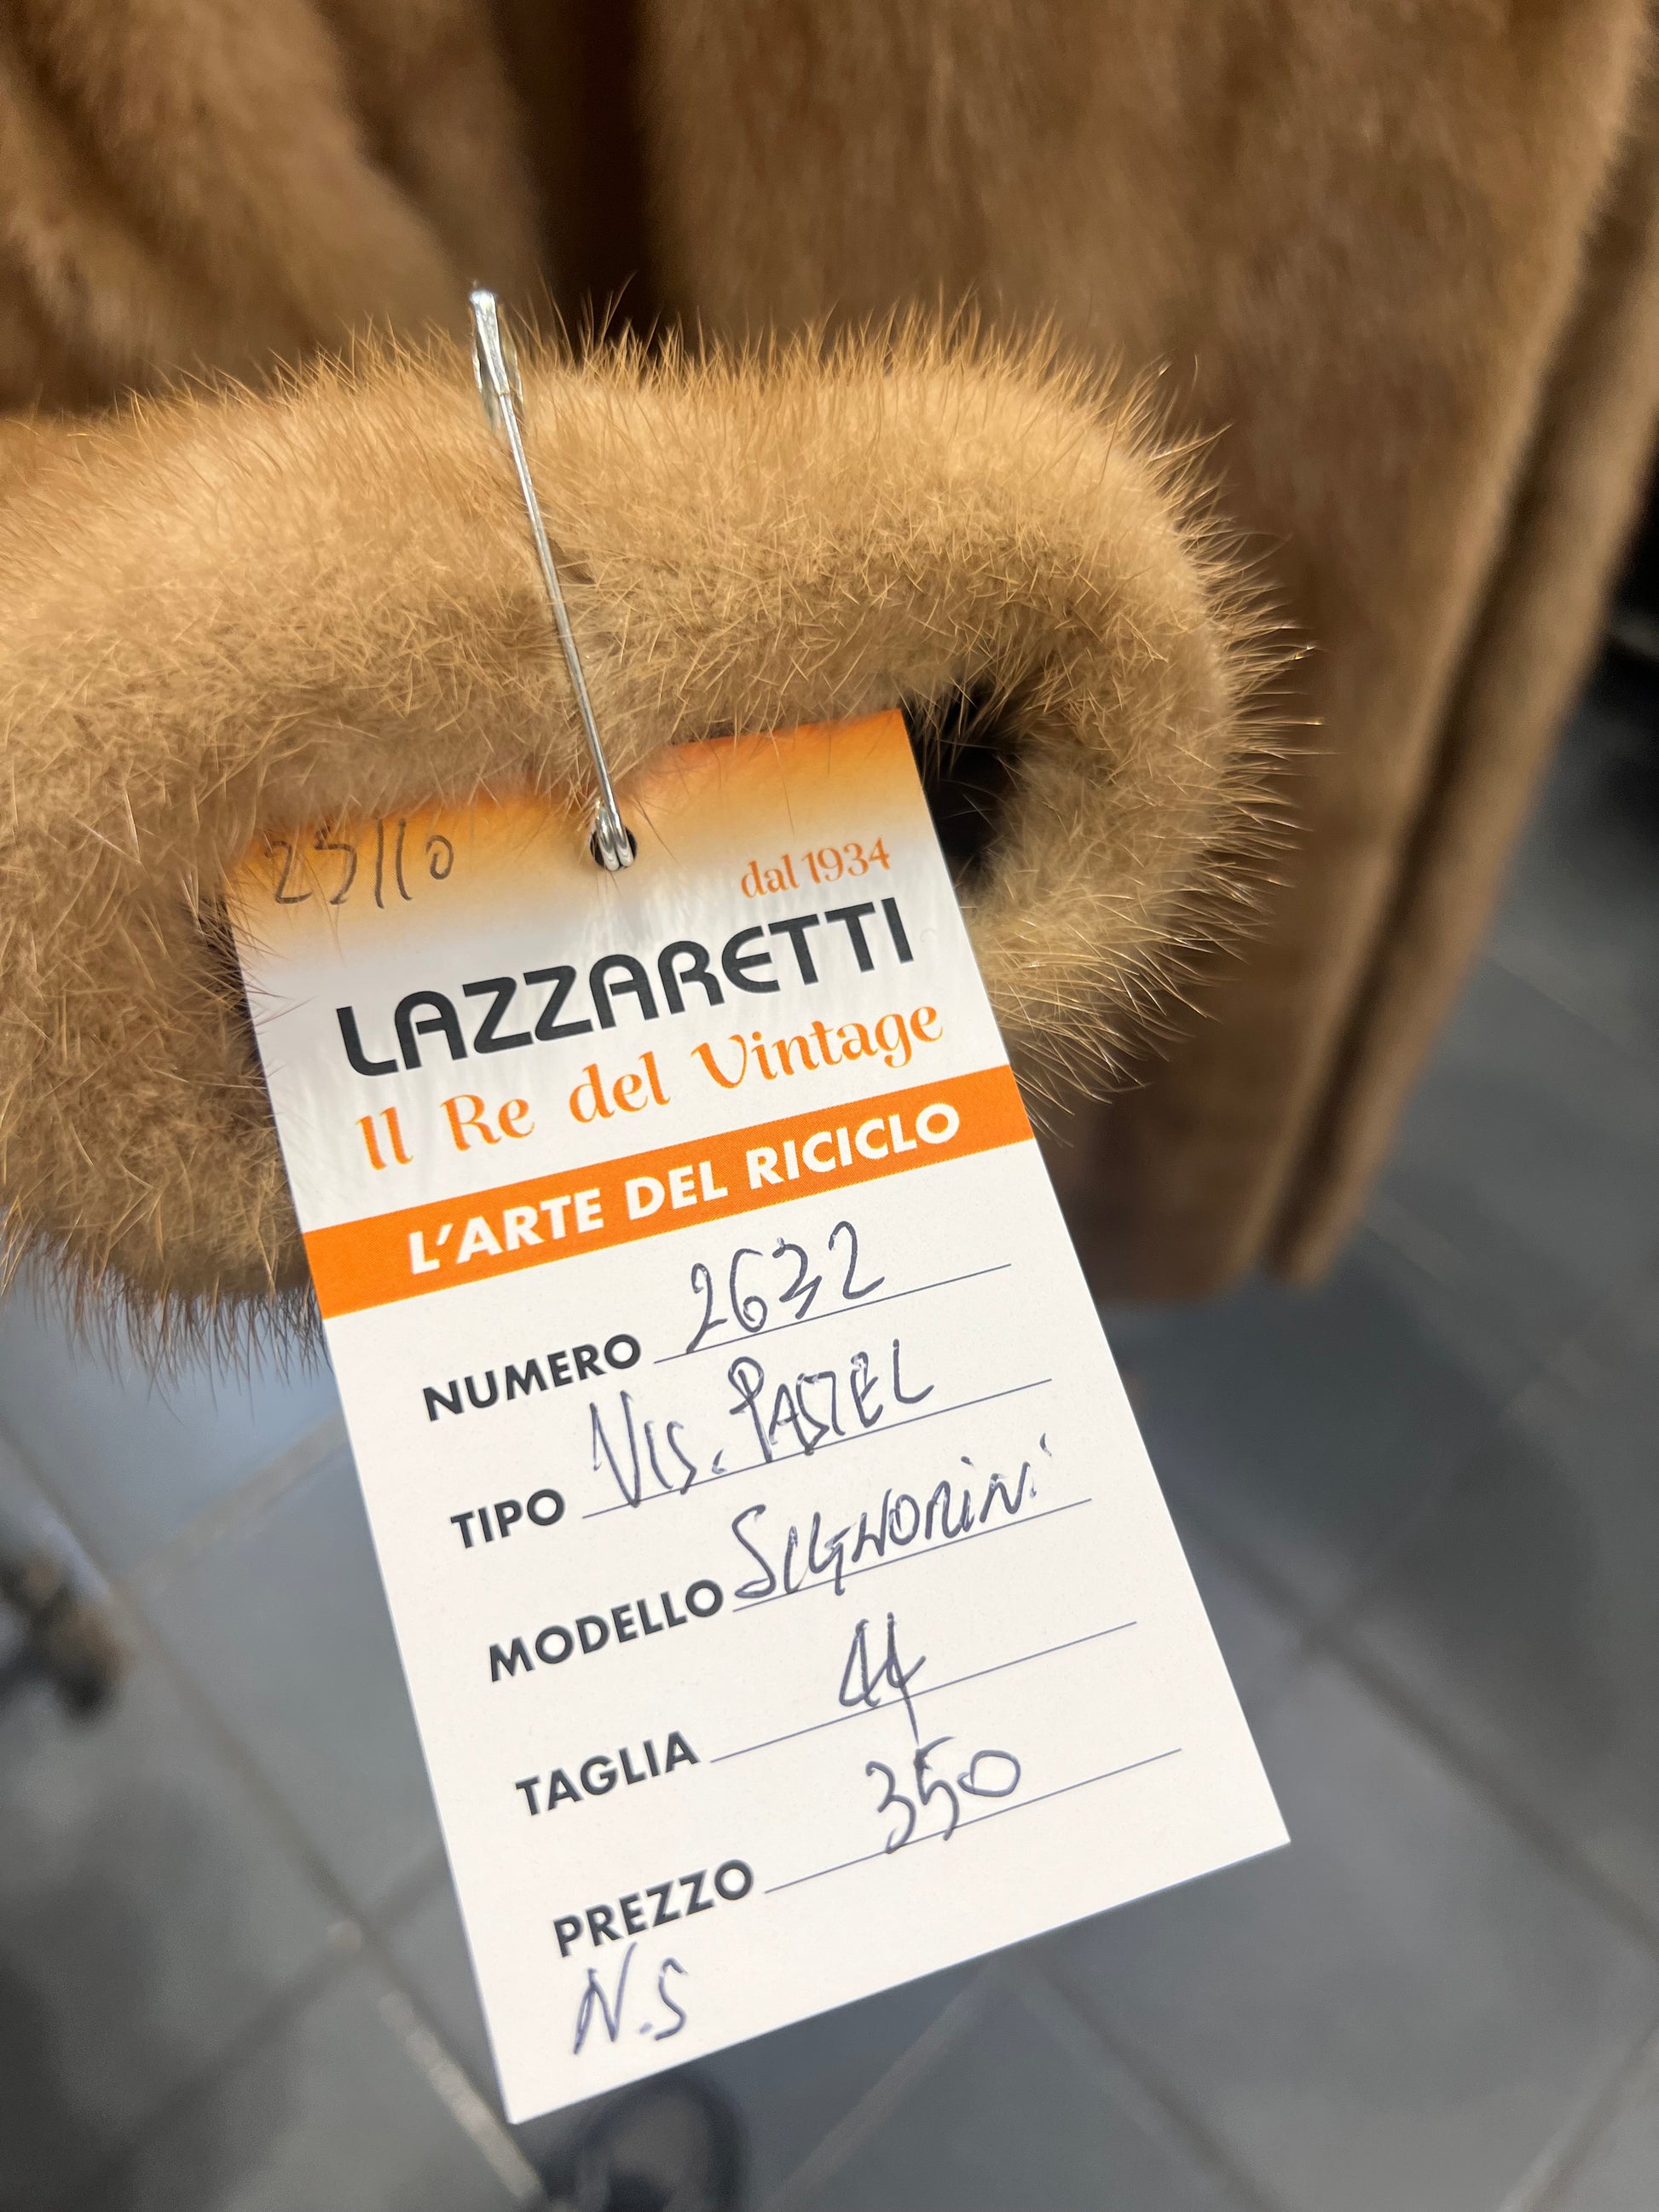 25/10
dal 1934
LAZZARETTI
Il Re del Vintage
L'ARTE DEL RICICLO
NUMERO 2632
TIPO VIS. PASTEL
MODELLO SIGNORINI
TAGLIA 44
PREZZO 350
N.S